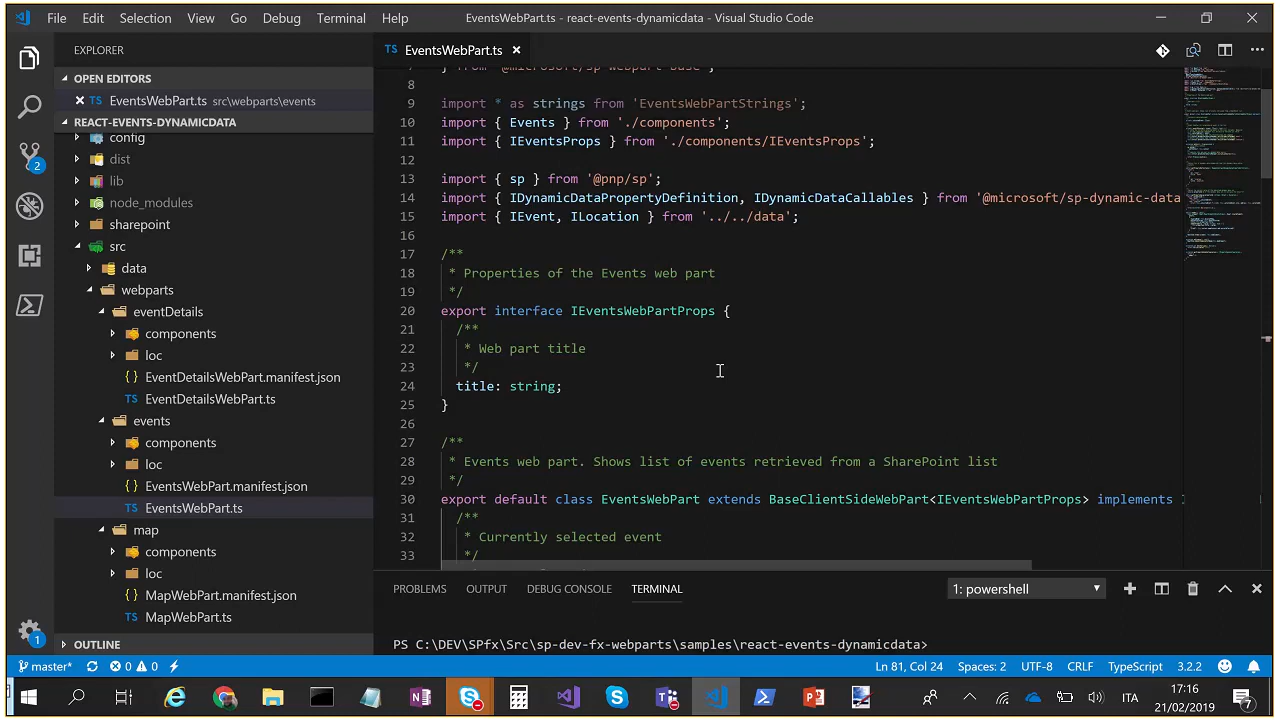 File Edit Selection View Go Debug Terminal Help
EventsWebPart.ts - react-events-dynamicdata - Visual Studio Code
EXPLORER
OPEN EDITORS
EventsWebPart.ts src\webparts\events
REACT-EVENTS-DYNAMICDATA
config
dist
lib
node_modules
sharepoint
src
data
webparts
eventDetails
components
loc
EventDetailsWebPart.manifest.json
EventDetailsWebPart.ts
events
components
loc
EventsWebPart.manifest.json
EventsWebPart.ts
map
components
loc
MapWebPart.manifest.json
MapWebPart.ts
OUTLINE
2
1
EventsWebPart.ts
7 } from '@microsoft/sp-webpart-base';
8
9 import * as strings from 'EventsWebPartStrings';
10 import { Events } from './components';
11 import { IEventsProps } from './components/IEventsProps';
12
13 import { sp } from '@pnp/sp';
14 import { IDynamicDataPropertyDefinition, IDynamicDataCallables } from '@microsoft/sp-dynamic-data
15 import { IEvent, ILocation } from '../../data';
16
17 /**
18 * Properties of the Events web part
19 */
20 export interface IEventsWebPartProps {
21 /**
22 * Web part title
23 */
24 title: string;
25 }
26
27 /**
28 * Events web part. Shows list of events retrieved from a SharePoint list
29 */
30 export default class EventsWebPart extends BaseClientSideWebPart<IEventsWebPartProps> implements I
31 /**
32 * Currently selected event
33 */
PROBLEMS OUTPUT DEBUG CONSOLE TERMINAL
1: powershell
PS C:\DEV\SPfx\Src\sp-dev-fx-webparts\samples\react-events-dynamicdata>
master* 0 0
Ln 81, Col 24 Spaces: 2 UTF-8 CRLF TypeScript 3.2.2 1
ITA
17:16
21/02/2019
7